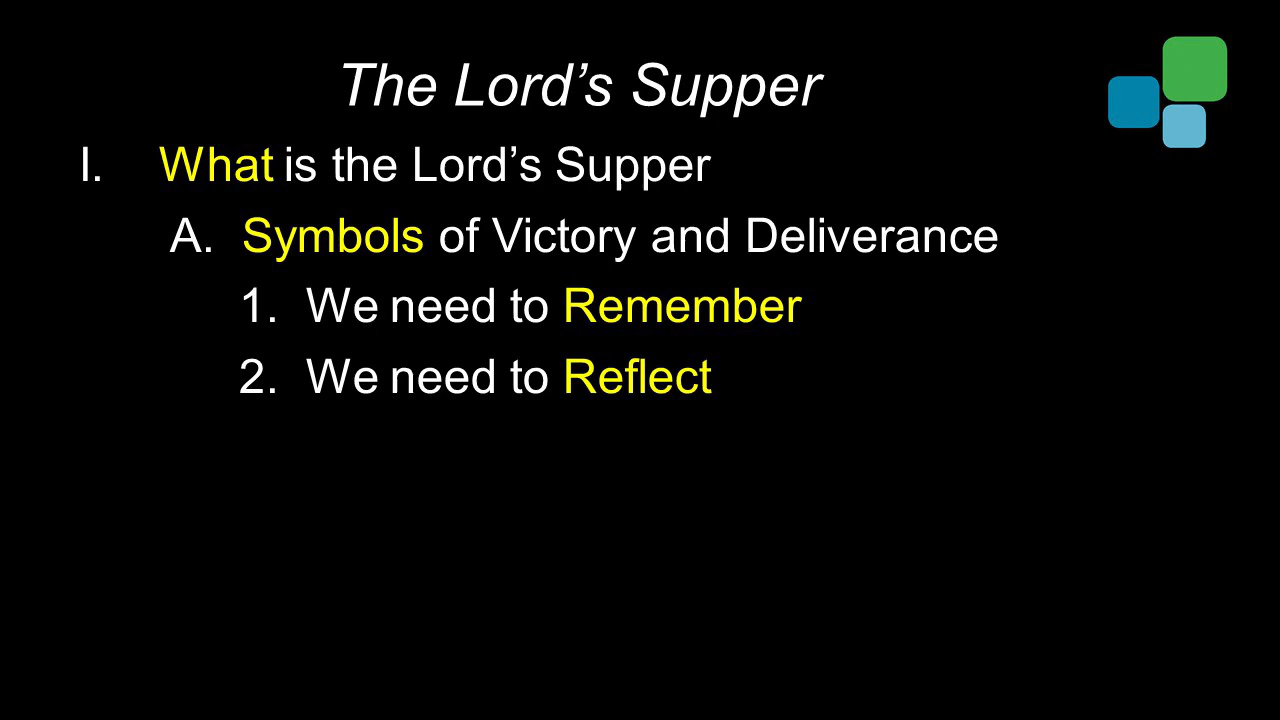 The Lord’s Supper
I. What is the Lord’s Supper
A. Symbols of Victory and Deliverance
1. We need to Remember
2. We need to Reflect